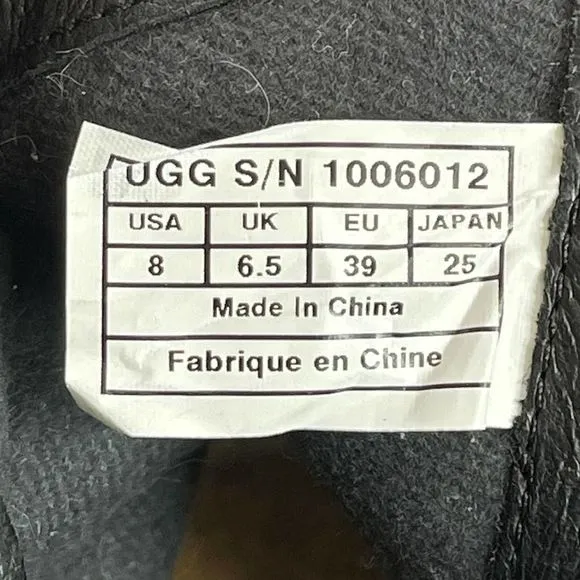 UGG S/N 1006012
USA UK EU JAPAN
8 6.5 39 25
Made In China
Fabrique en Chine